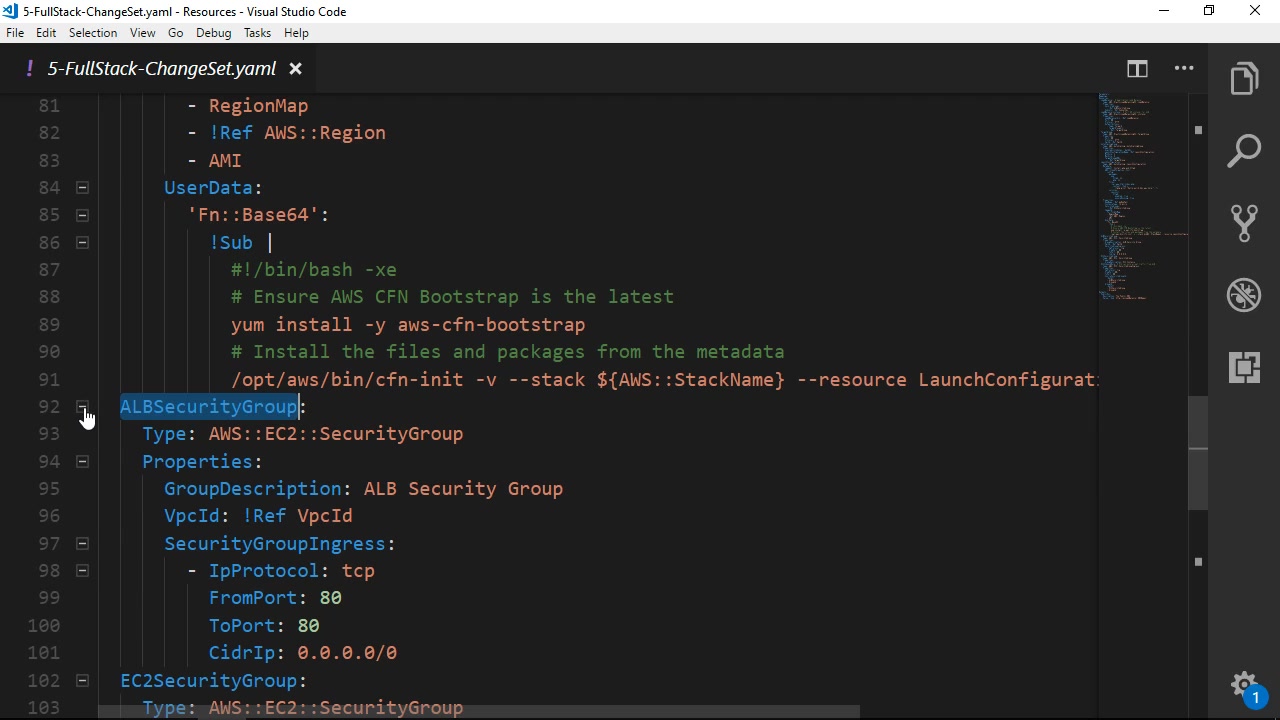 5-FullStack-ChangeSet.yaml - Resources - Visual Studio Code
File Edit Selection View Go Debug Tasks Help
! 5-FullStack-ChangeSet.yaml
81 - RegionMap
82 - !Ref AWS::Region
83 - AMI
84 UserData:
85 'Fn::Base64':
86 !Sub |
87 #!/bin/bash -xe
88 # Ensure AWS CFN Bootstrap is the latest
89 yum install -y aws-cfn-bootstrap
90 # Install the files and packages from the metadata
91 /opt/aws/bin/cfn-init -v --stack ${AWS::StackName} --resource LaunchConfigurat
92 ALBSecurityGroup:
93 Type: AWS::EC2::SecurityGroup
94 Properties:
95 GroupDescription: ALB Security Group
96 VpcId: !Ref VpcId
97 SecurityGroupIngress:
98 - IpProtocol: tcp
99 FromPort: 80
100 ToPort: 80
101 CidrIp: 0.0.0.0/0
102 EC2SecurityGroup:
103 Type: AWS::EC2::SecurityGroup
1